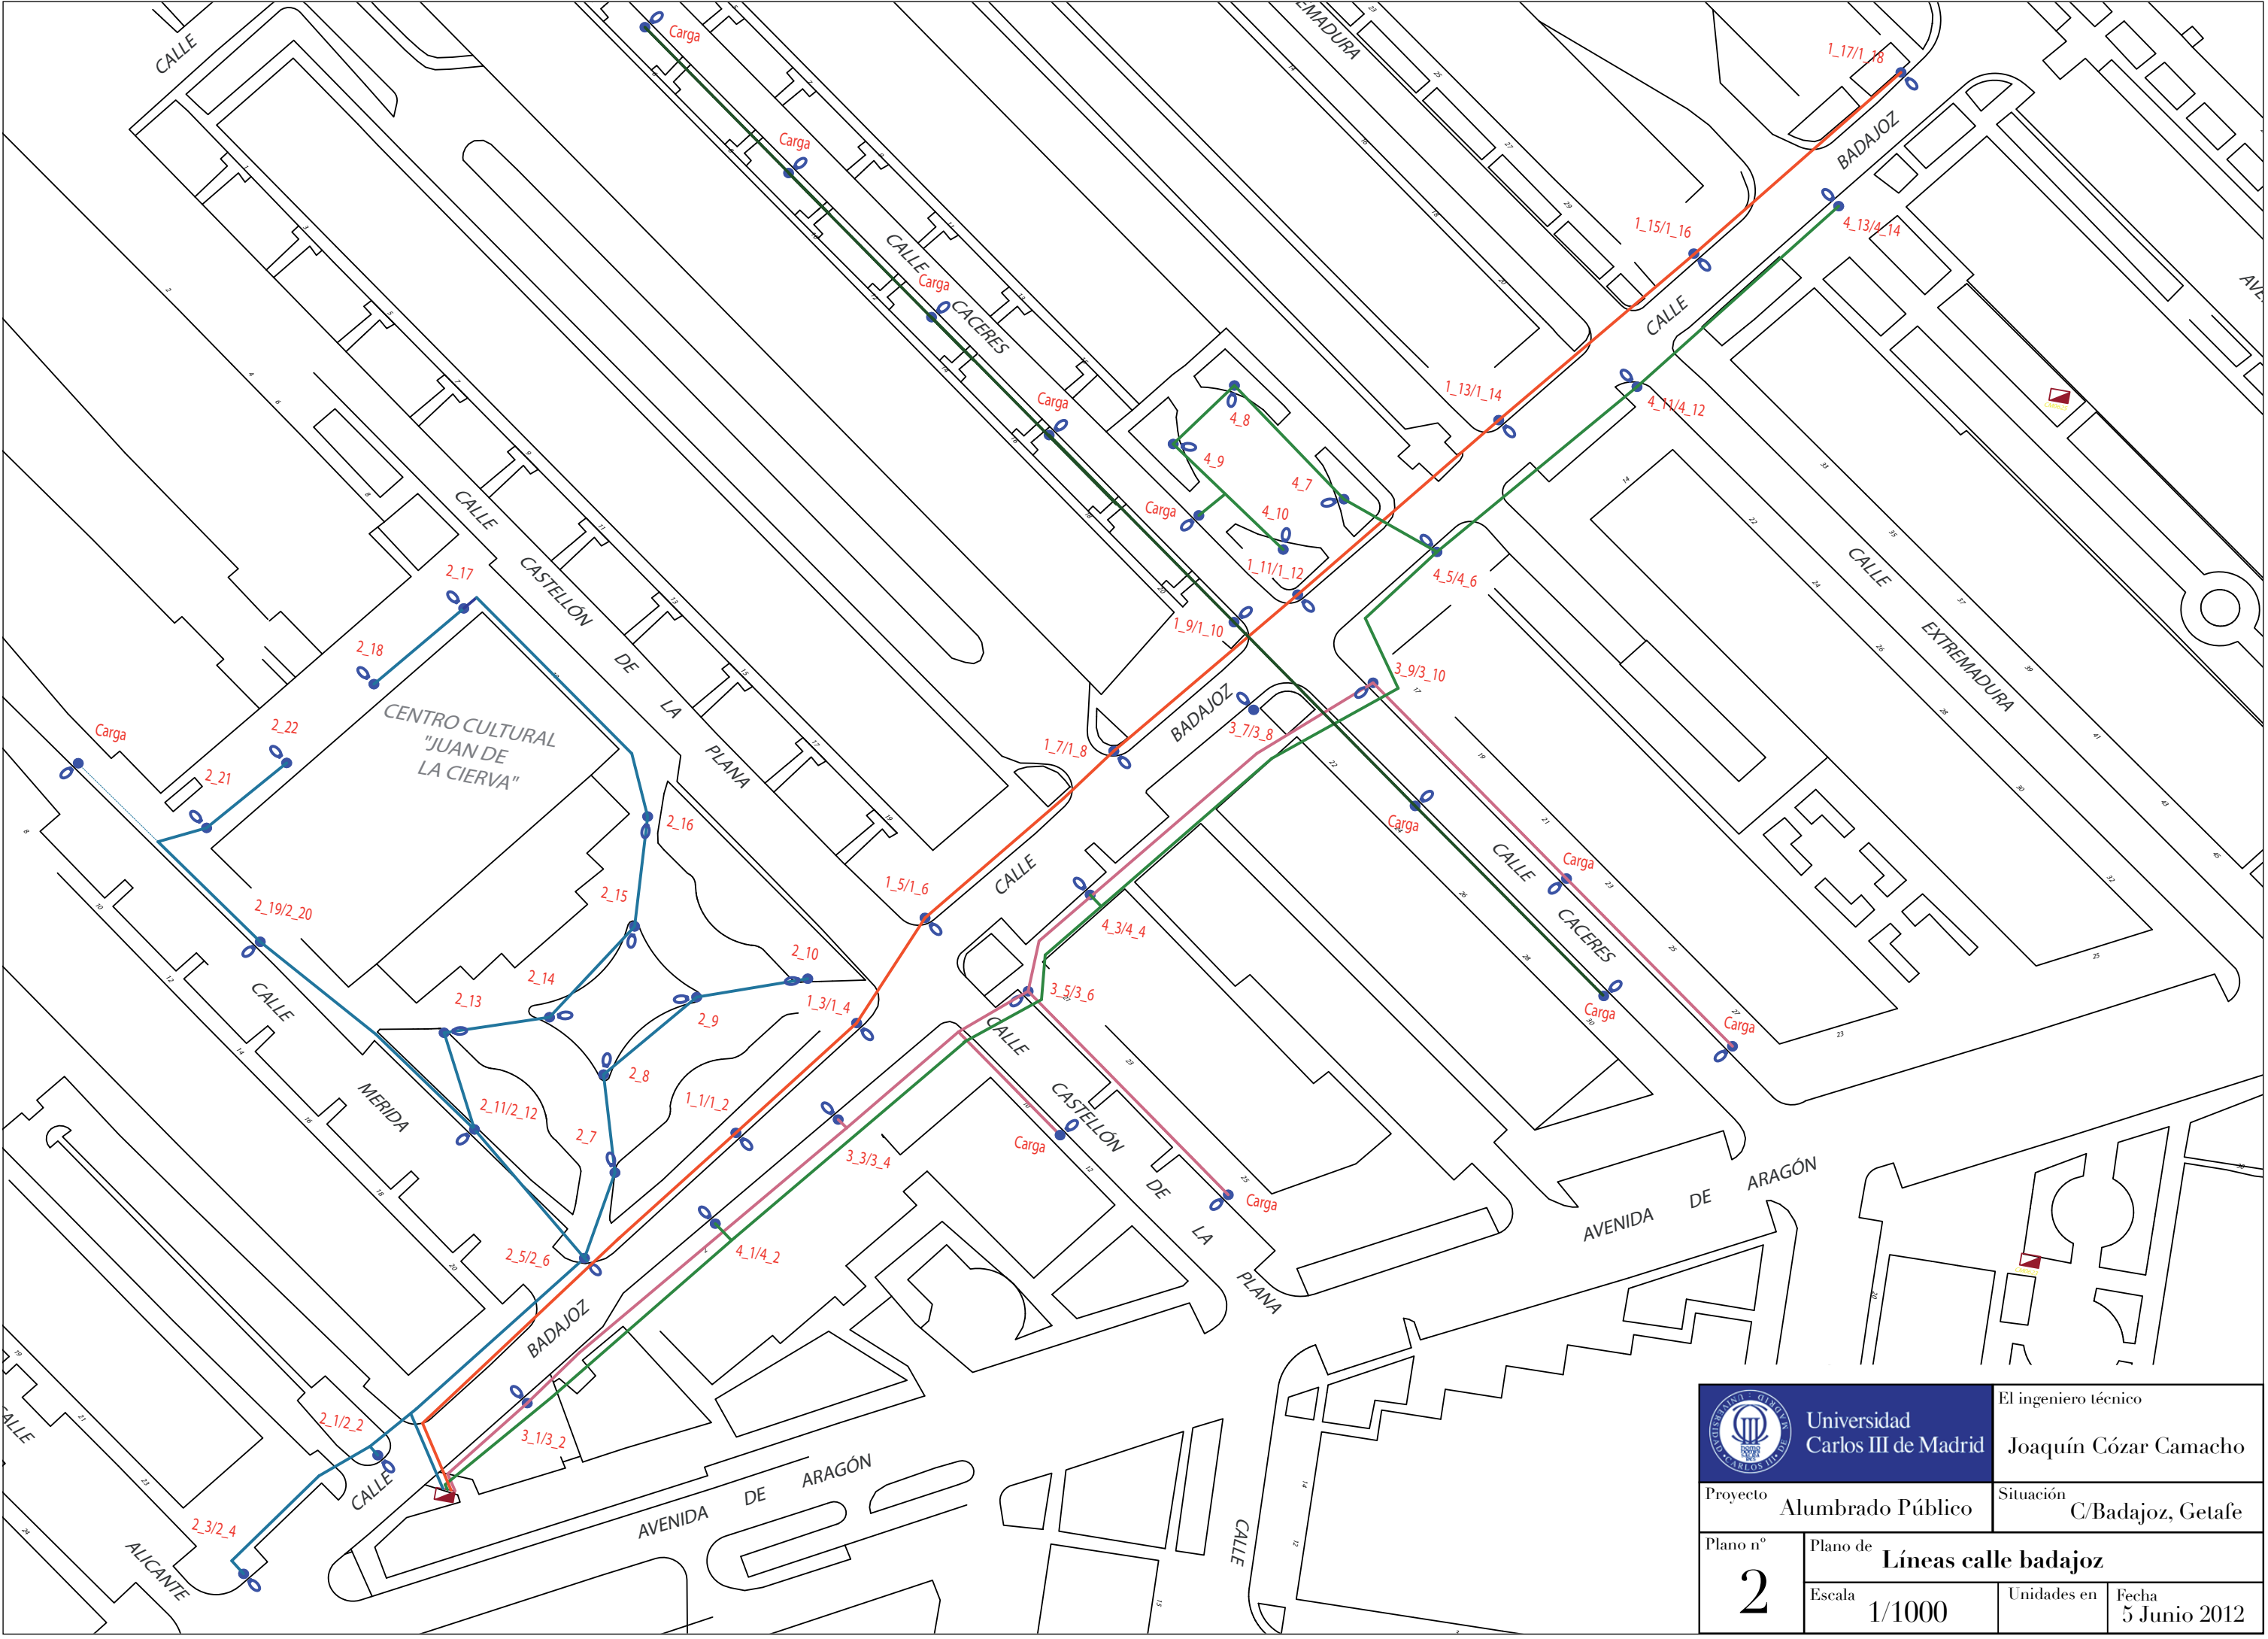 CALLE
Carga
Carga
CALLE
Carga
CACERES
Carga
EMADURA
1_17/1_18
BADAJOZ
4_13/4_14
1_15/1_16
CALLE
1_13/1_14
4_11/4_12
4_8
4_9
4_7
Carga
4_10
1_11/1_12
4_5/4_6
1_9/1_10
CALLE
EXTREMADURA
CALLE
CASTELLÓN
DE
LA
PLANA
2_17
2_18
CENTRO CULTURAL
"JUAN DE
LA CIERVA"
Carga
2_22
2_21
2_16
2_15
2_19/2_20
2_14
2_13
2_10
2_9
2_8
2_11/2_12
2_7
CALLE
MERIDA
1_7/1_8
BADAJOZ
3_7/3_8
3_9/3_10
1_5/1_6
CALLE
1_3/1_4
1_1/1_2
4_3/4_4
3_5/3_6
Carga
CALLE
CACERES
Carga
Carga
Carga
CALLE
CASTELLÓN
DE
LA
PLANA
Carga
Carga
3_3/3_4
4_1/4_2
2_5/2_6
BADAJOZ
2_1/2_2
3_1/3_2
CALLE
2_3/2_4
ALICANTE
AVENIDA DE ARAGÓN
AVENIDA DE ARAGÓN
CALLE
Universidad
Carlos III de Madrid
El ingeniero técnico
Joaquín Cózar Camacho
Proyecto
Alumbrado Público
Situación
C/Badajoz, Getafe
Plano nº
2
Plano de
Líneas calle badajoz
Escala
1/1000
Unidades en
Fecha
5 Junio 2012